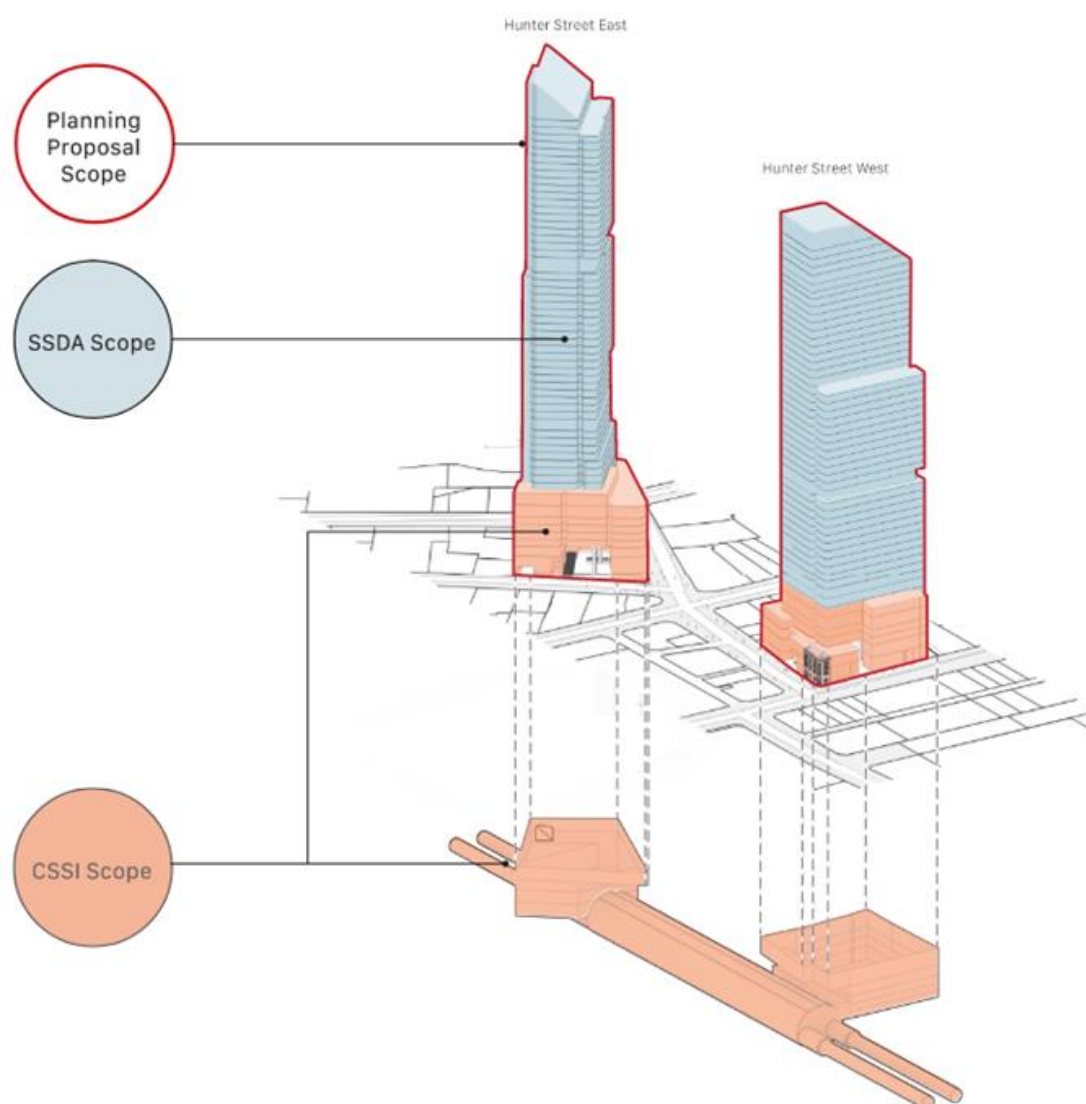 Hunter Street East
Planning
Proposal
Scope
Hunter Street West
SSDA Scope
CSSI Scope